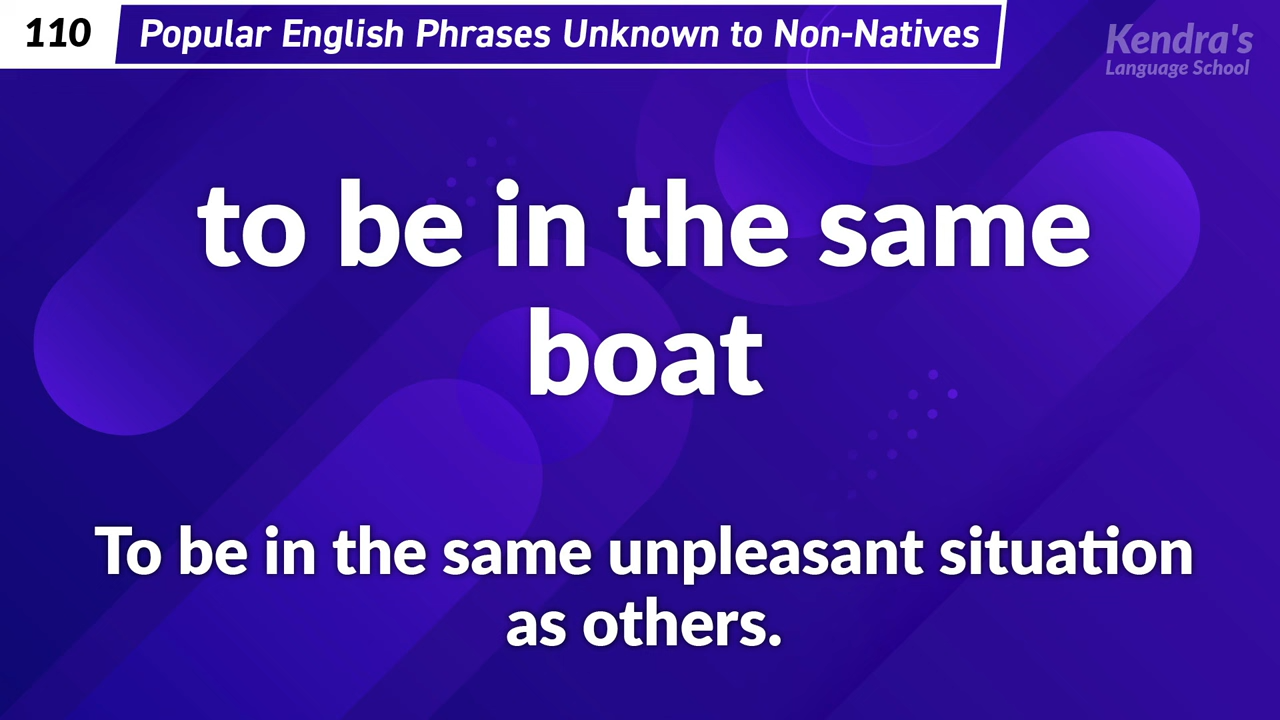 110 Popular English Phrases Unknown to Non-Natives
Kendra's
Language School
to be in the same
boat
To be in the same unpleasant situation
as others.